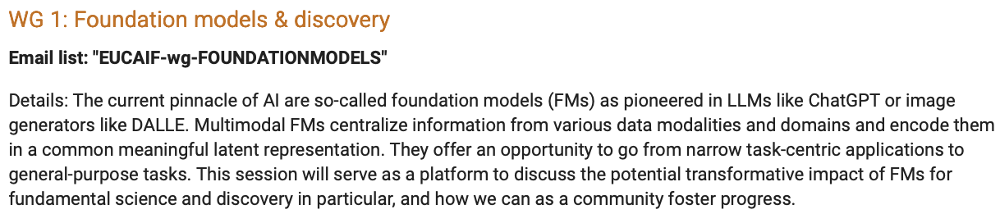 WG 1: Foundation models & discovery
Email list: "EUCAIF-wg-FOUNDATIONMODELS"
Details: The current pinnacle of AI are so-called foundation models (FMs) as pioneered in LLMs like ChatGPT or image
generators like DALLE. Multimodal FMs centralize information from various data modalities and domains and encode them
in a common meaningful latent representation. They offer an opportunity to go from narrow task-centric applications to
general-purpose tasks. This session will serve as a platform to discuss the potential transformative impact of FMs for
fundamental science and discovery in particular, and how we can as a community foster progress.